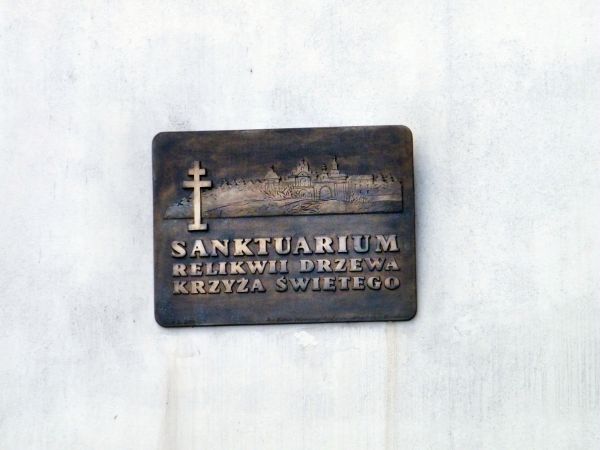 SANKTUARIUM
RELIKWII DRZEWA
KRZYŻA ŚWIĘTEGO